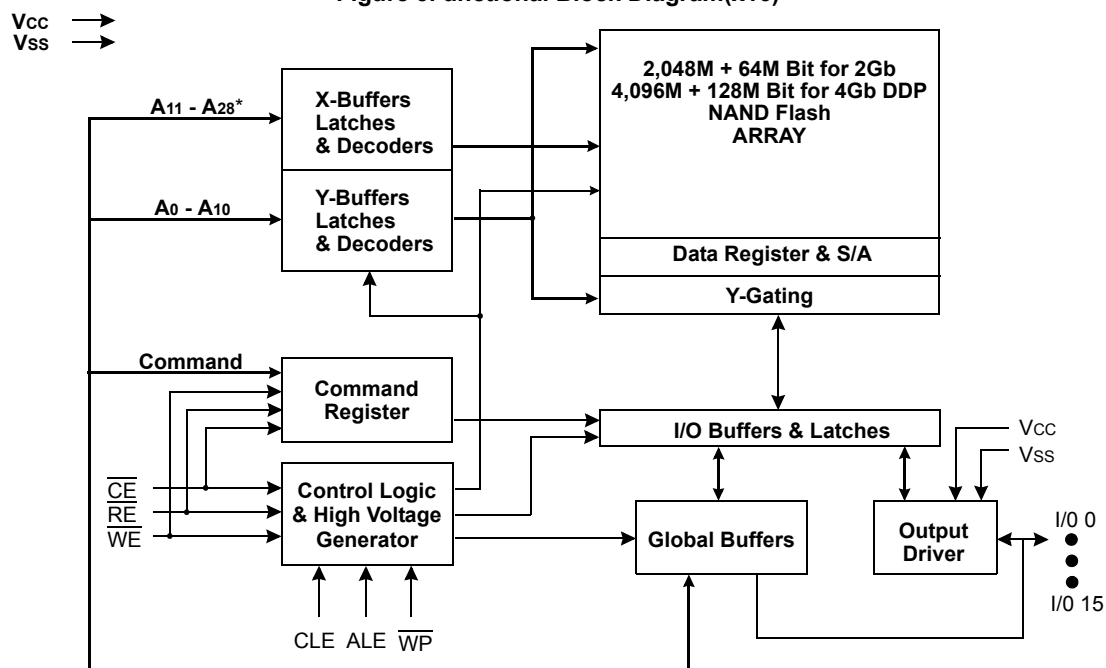 Figure Functional Block Diagram(x16)
VCC
VSS
A11 - A28*
X-Buffers
Latches
& Decoders
2,048M + 64M Bit for 2Gb
4,096M + 128M Bit for 4Gb DDP
NAND Flash
ARRAY
A0 - A10
Y-Buffers
Latches
& Decoders
Data Register & S/A
Y-Gating
Command
Command
Register
I/O Buffers & Latches
VCC
VSS
CE
RE
WE
Control Logic
& High Voltage
Generator
Global Buffers
Output
Driver
I/0 0
I/0 15
CLE ALE WP